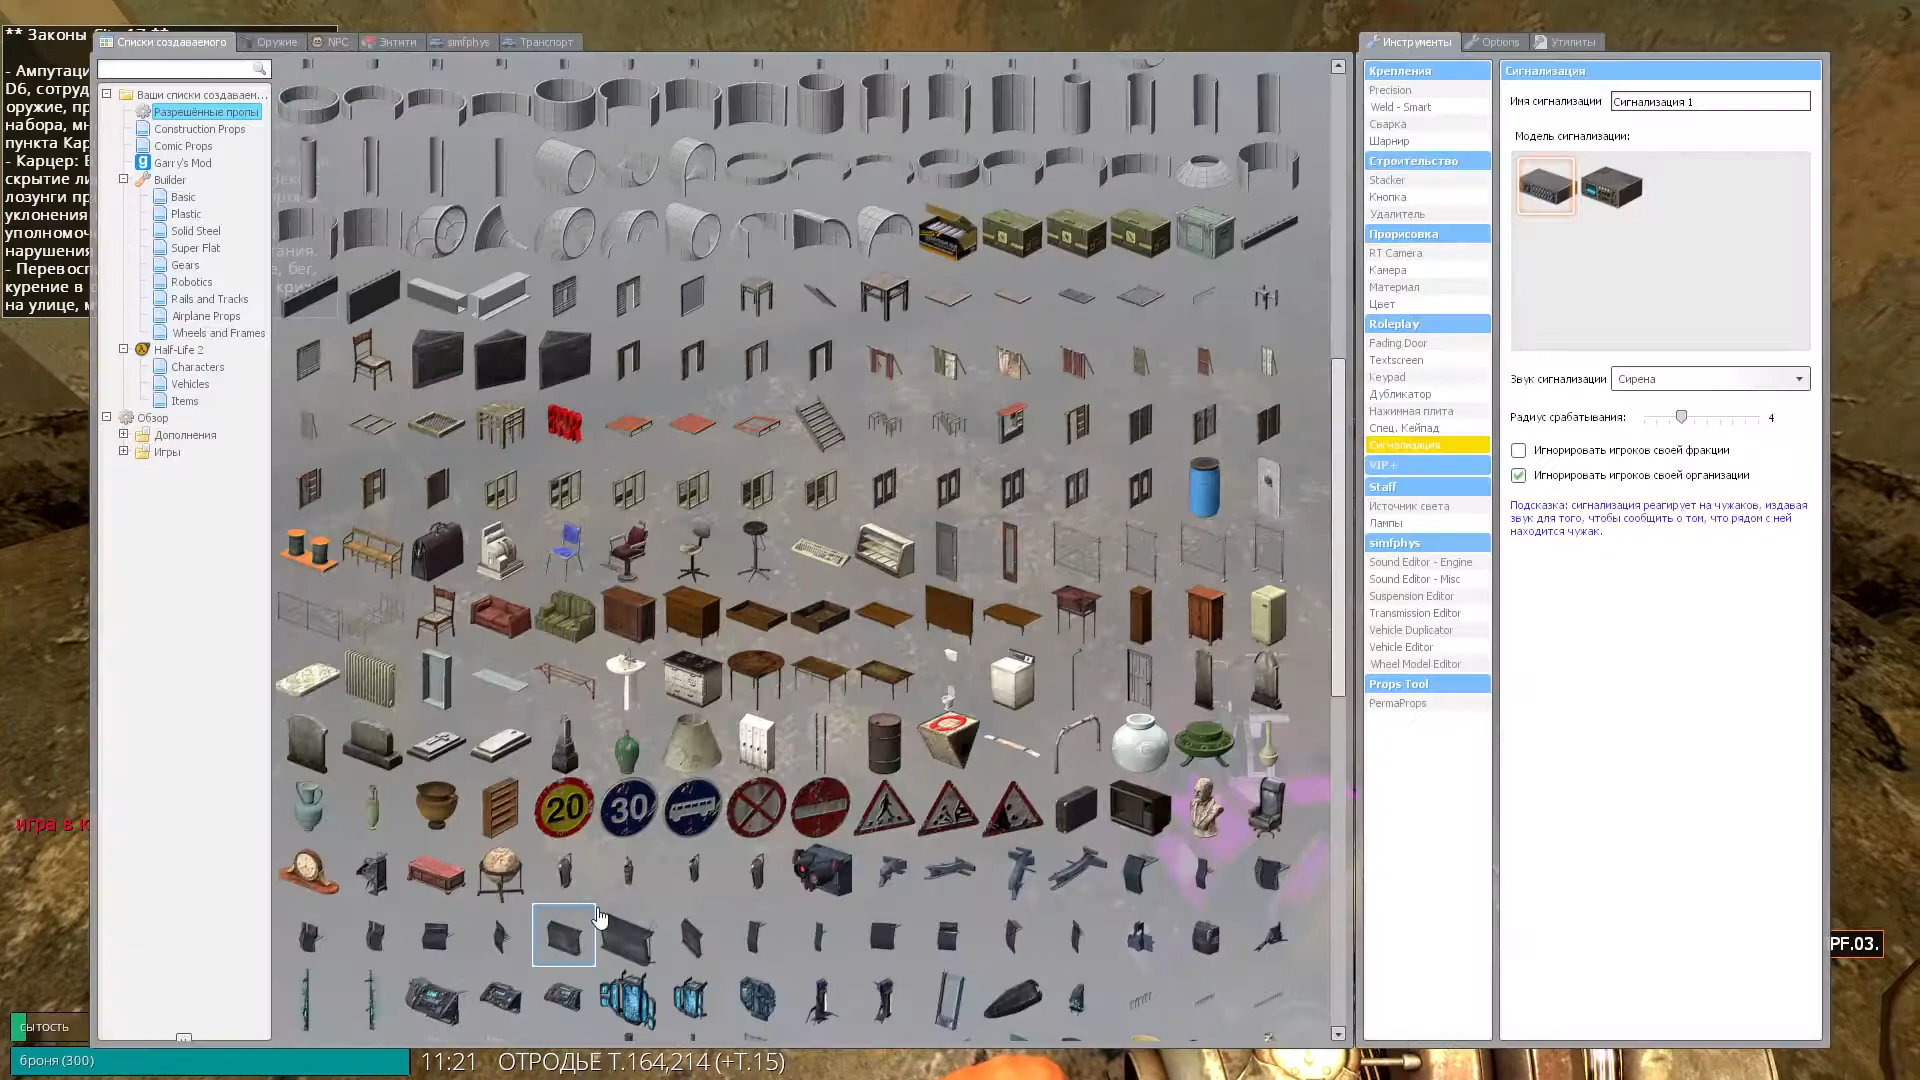 ** Законы
- Ампутаци
D6, сотруд
оружие, пр
набора, мн
пункта Кар
- Карцер: В
скрытие ли
лозунги пр
уклонения
уполномоч
нарушения
- Перевосп
курение в
на улице, м
Списки создаваемого
Оружие
NPC
Энтити
simfphys
Транспорт
Ваши списки создаваем...
Разрешённые пропы
Construction Props
Comic Props
Garry's Mod
Builder
Basic
Plastic
Solid Steel
Super Flat
Gears
Robotics
Rails and Tracks
Airplane Props
Wheels and Frames
Half-Life 2
Characters
Vehicles
Items
Обзор
Дополнения
Игры
20
30
игра в к
сытость
броня (300)
11:21 ОТРОДЬЕ Т.164,214 (+Т.15)
Инструменты
Options
Утилиты
Крепления
Precision
Weld - Smart
Сварка
Шарнир
Строительство
Stacker
Кнопка
Удалитель
Прорисовка
RT Camera
Камера
Материал
Цвет
Roleplay
Fading Door
Textscreen
Keypad
Дубликатор
Нажимная плита
Спец. Кейпад
Сигнализация
VIP+
Staff
Источник света
Лампы
simfphys
Sound Editor - Engine
Sound Editor - Misc
Suspension Editor
Transmission Editor
Vehicle Duplicator
Vehicle Editor
Wheel Model Editor
Props Tool
PermaProps
Сигнализация
Имя сигнализации Сигнализация 1
Модель сигнализации:
Звук сигнализации Сирена
Радиус срабатывания: 4
Игнорировать игроков своей фракции
Игнорировать игроков своей организации
Подсказка: сигнализация реагирует на чужаков, издавая
звук для того, чтобы сообщить о том, что рядом с ней
находится чужак.
PF.03.